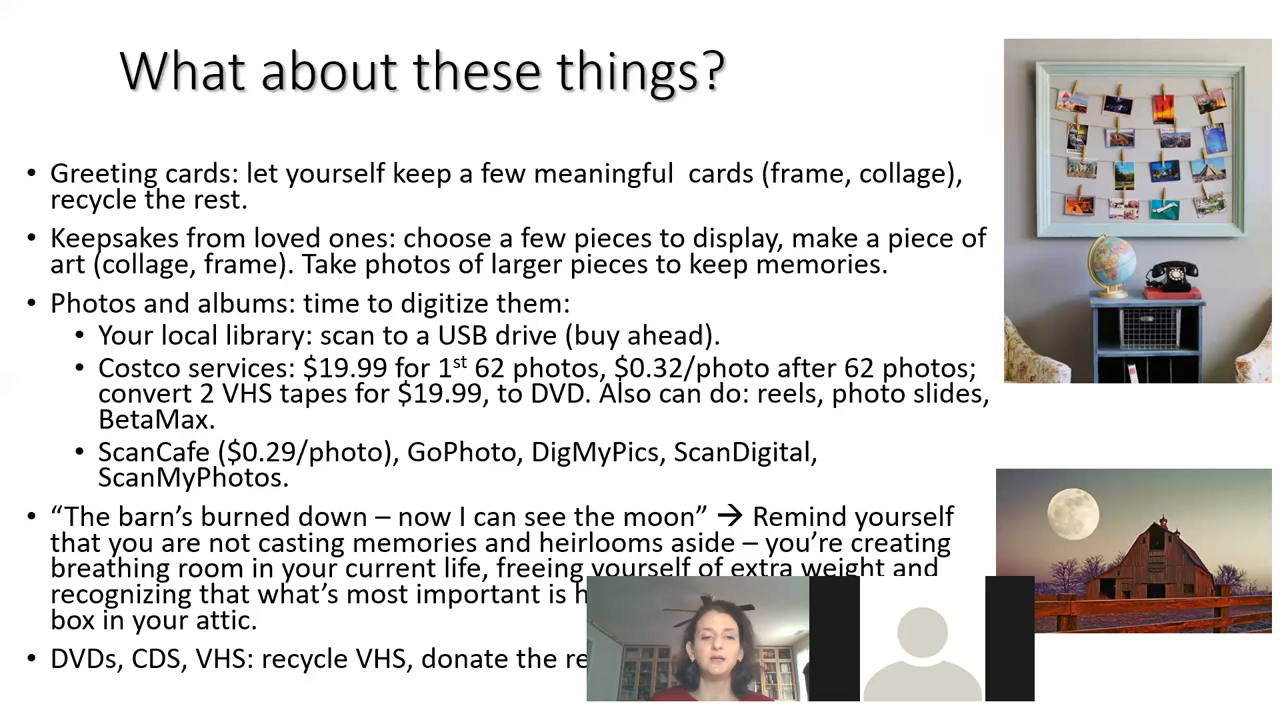 What about these things?
• Greeting cards: let yourself keep a few meaningful  cards (frame, collage),
recycle the rest.
• Keepsakes from loved ones: choose a few pieces to display, make a piece of
art (collage, frame). Take photos of larger pieces to keep memories.
• Photos and albums: time to digitize them:
• Your local library: scan to a USB drive (buy ahead).
• Costco services: $19.99 for 1st 62 photos, $0.32/photo after 62 photos;
convert 2 VHS tapes for $19.99, to DVD. Also can do: reels, photo slides,
BetaMax.
• ScanCafe ($0.29/photo), GoPhoto, DigMyPics, ScanDigital,
ScanMyPhotos.
• “The barn’s burned down – now I can see the moon” → Remind yourself
that you are not casting memories and heirlooms aside – you’re creating
breathing room in your current life, freeing yourself of extra weight and
recognizing that what’s most important is
box in your attic.
• DVDs, CDS, VHS: recycle VHS, donate the